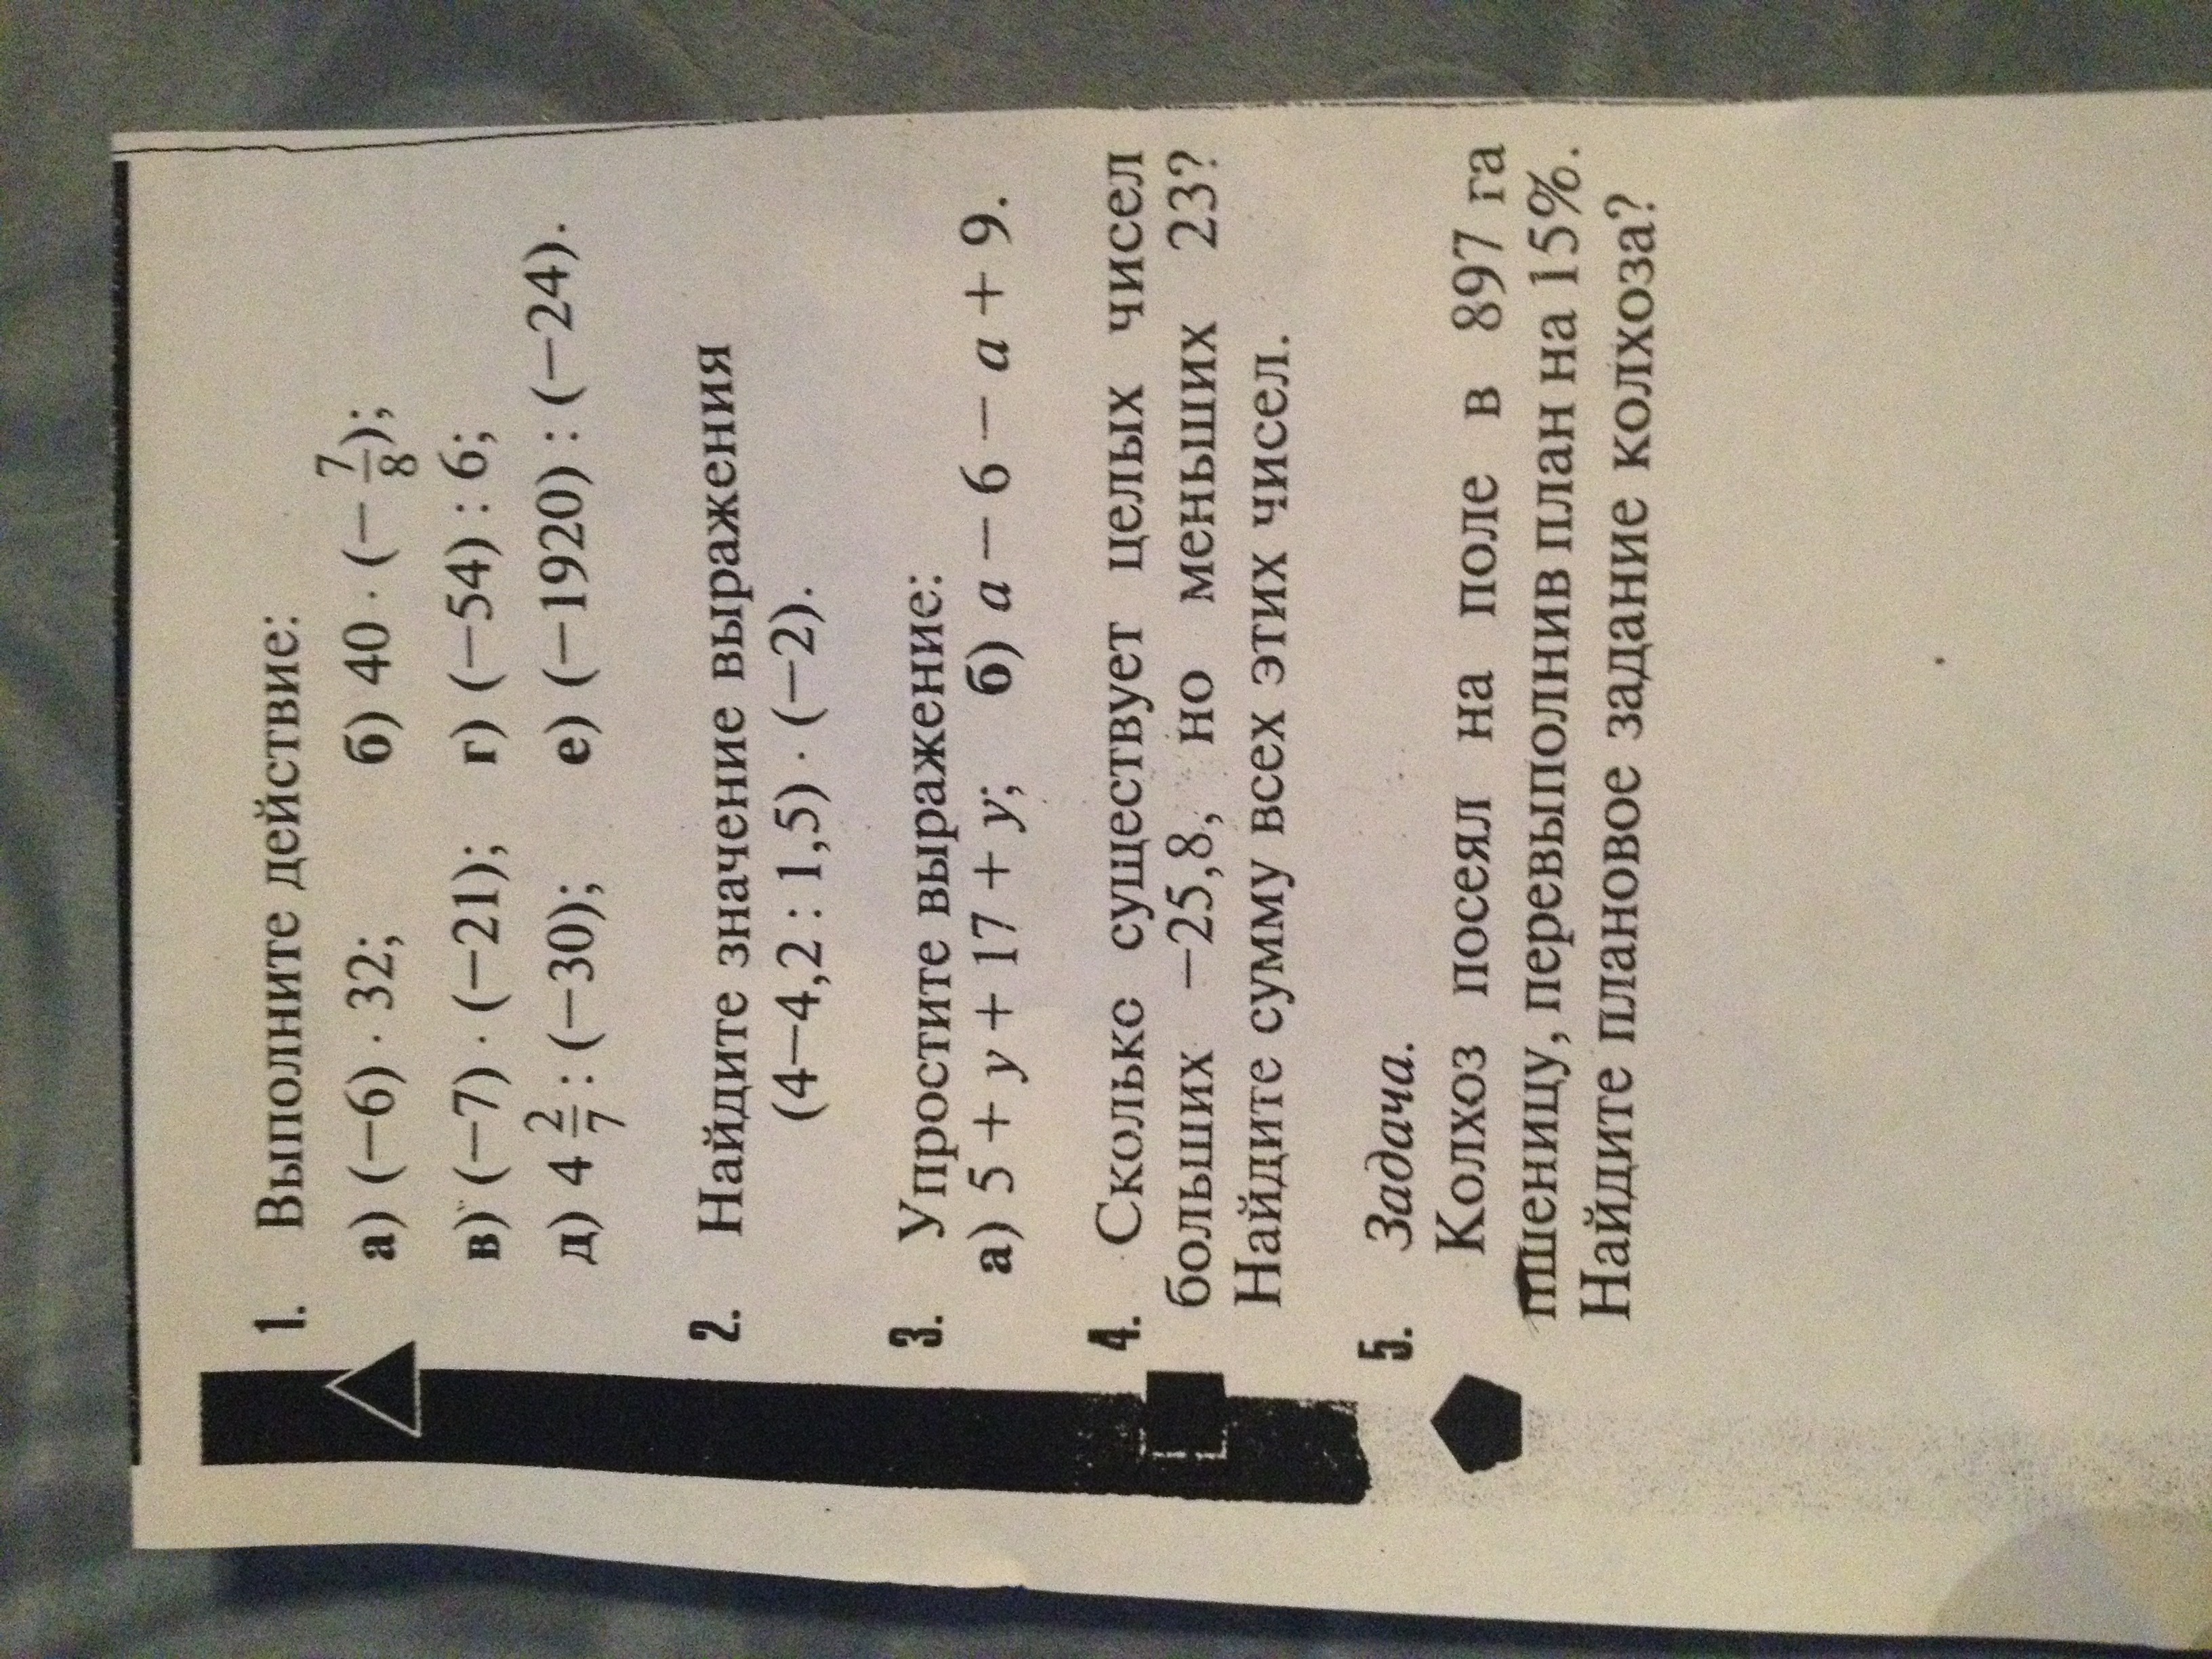 1. Выполните действие:
а) (−6) · 32; б) 40 · (− 7/8);
в) (−7) · (−21); г) (−54) : 6;
д) 4 2/7 : (−30); е) (−1920) : (−24).
2. Найдите значение выражения
(4−4,2 : 1,5) · (−2).
3. Упростите выражение:
а) 5 + y + 17 + y; б) a − 6 − a + 9.
4. Сколько существует целых чисел
больших −25,8, но меньших 23?
Найдите сумму всех этих чисел.
5. Задача.
Колхоз посеял на поле в 897 га
пшеницу, перевыполнив план на 15%.
Найдите плановое задание колхоза?